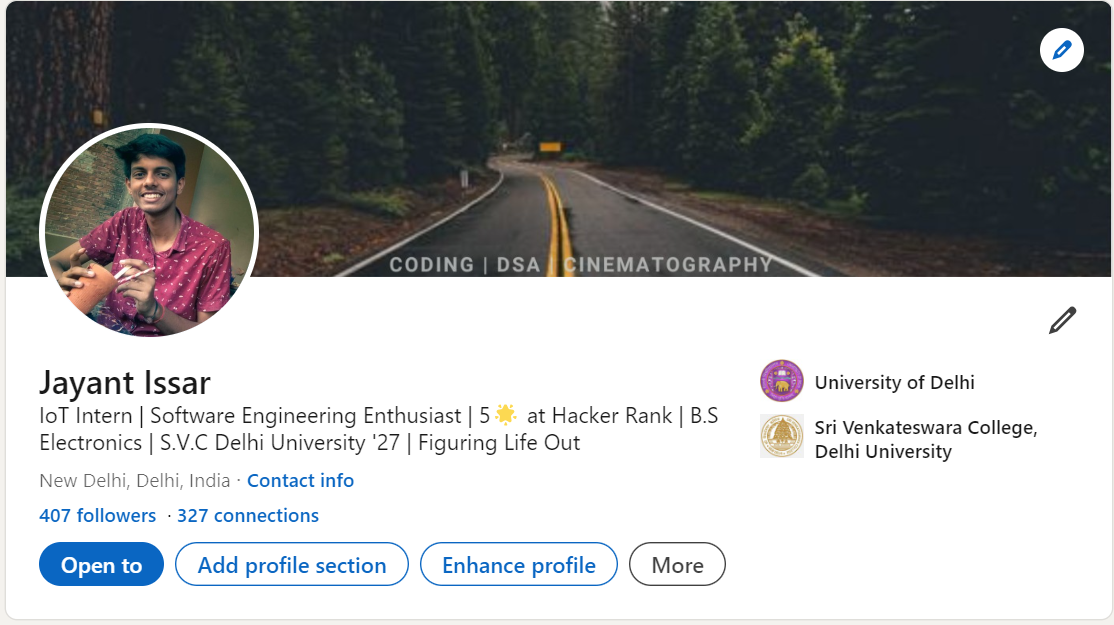 CODING | DSA | CINEMATOGRAPHY
Jayant Issar
IoT Intern | Software Engineering Enthusiast | 5🌟 at Hacker Rank | B.S
Electronics | S.V.C Delhi University '27 | Figuring Life Out
New Delhi, Delhi, India · Contact info
407 followers · 327 connections
Open to
Add profile section
Enhance profile
More
University of Delhi
Sri Venkateswara College,
Delhi University